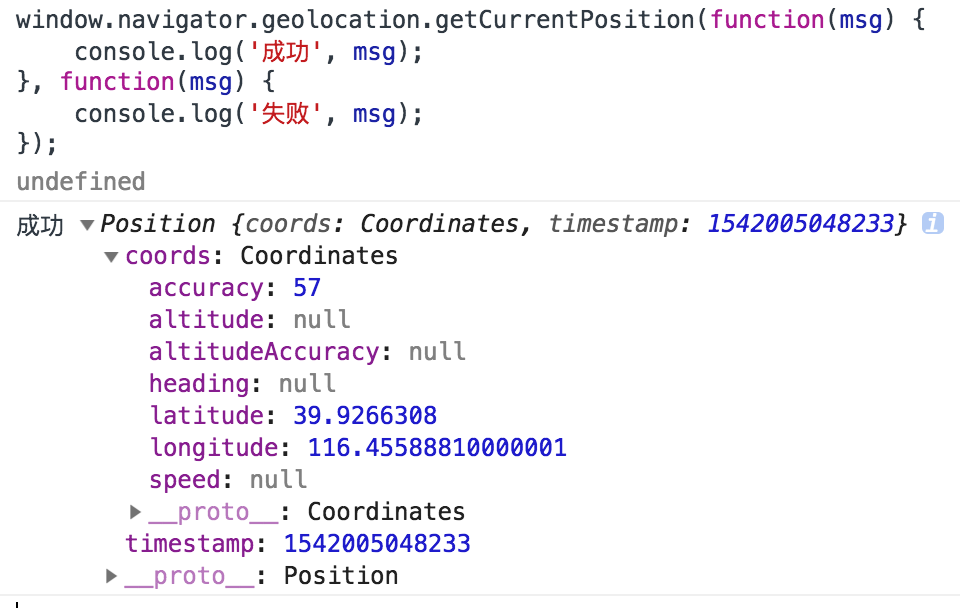 window.navigator.geolocation.getCurrentPosition(function(msg) {
    console.log('成功', msg);
}, function(msg) {
    console.log('失败', msg);
});
undefined
成功 ▼Position {coords: Coordinates, timestamp: 1542005048233} i
▼coords: Coordinates
accuracy: 57
altitude: null
altitudeAccuracy: null
heading: null
latitude: 39.9266308
longitude: 116.45588810000001
speed: null
▶__proto__: Coordinates
timestamp: 1542005048233
▶__proto__: Position